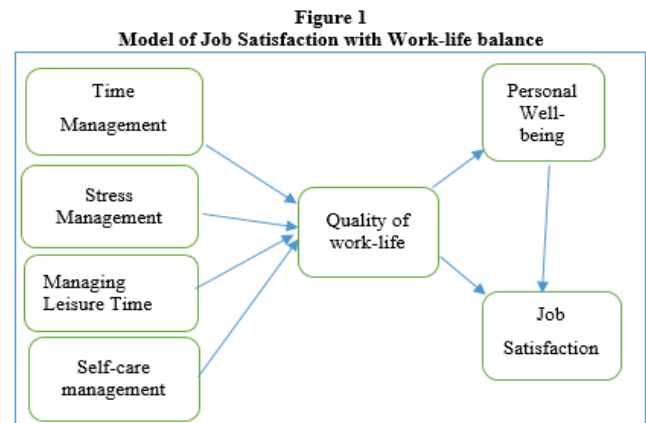 Figure 1
Model of Job Satisfaction with Work-life balance
Time
Management
Stress
Management
Managing
Leisure Time
Self-care
management
Quality of
work-life
Personal
Well-
being
Job
Satisfaction